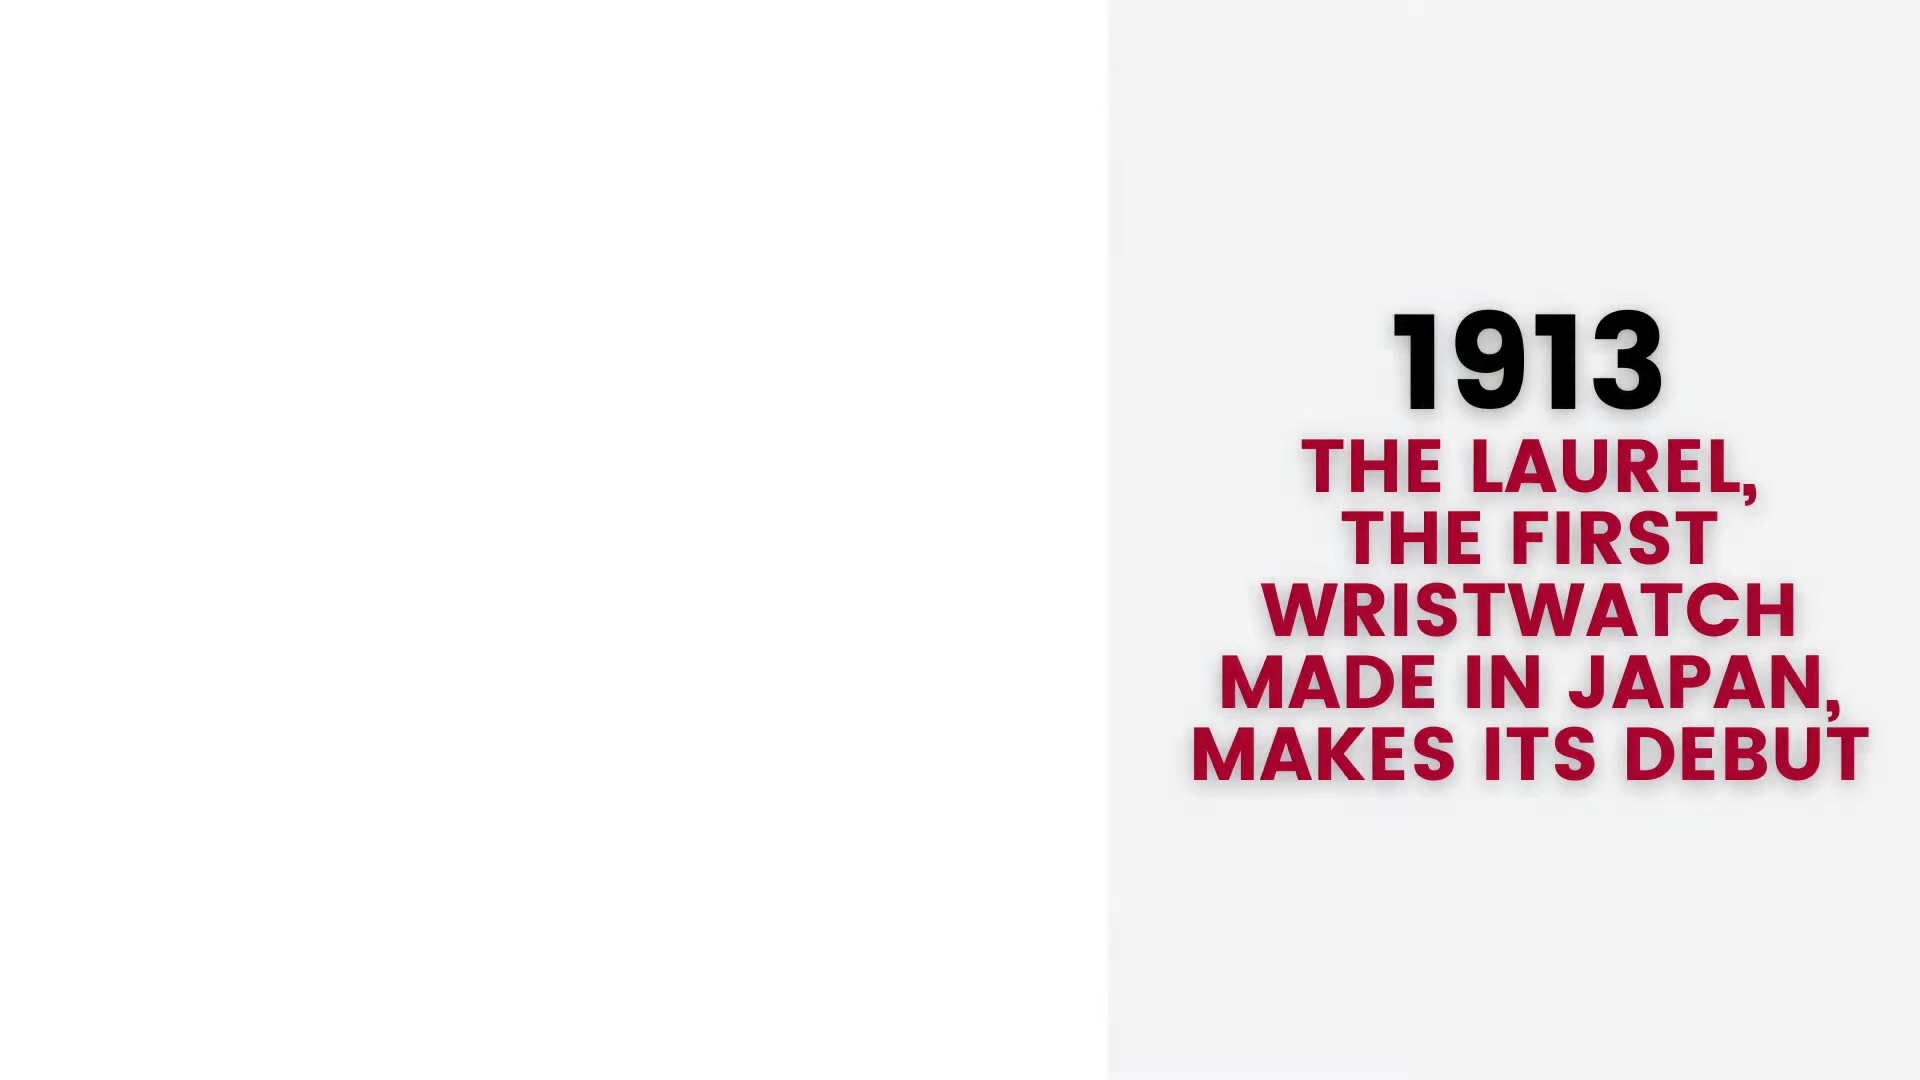 1913
THE LAUREL,
THE FIRST
WRISTWATCH
MADE IN JAPAN,
MAKES ITS DEBUT